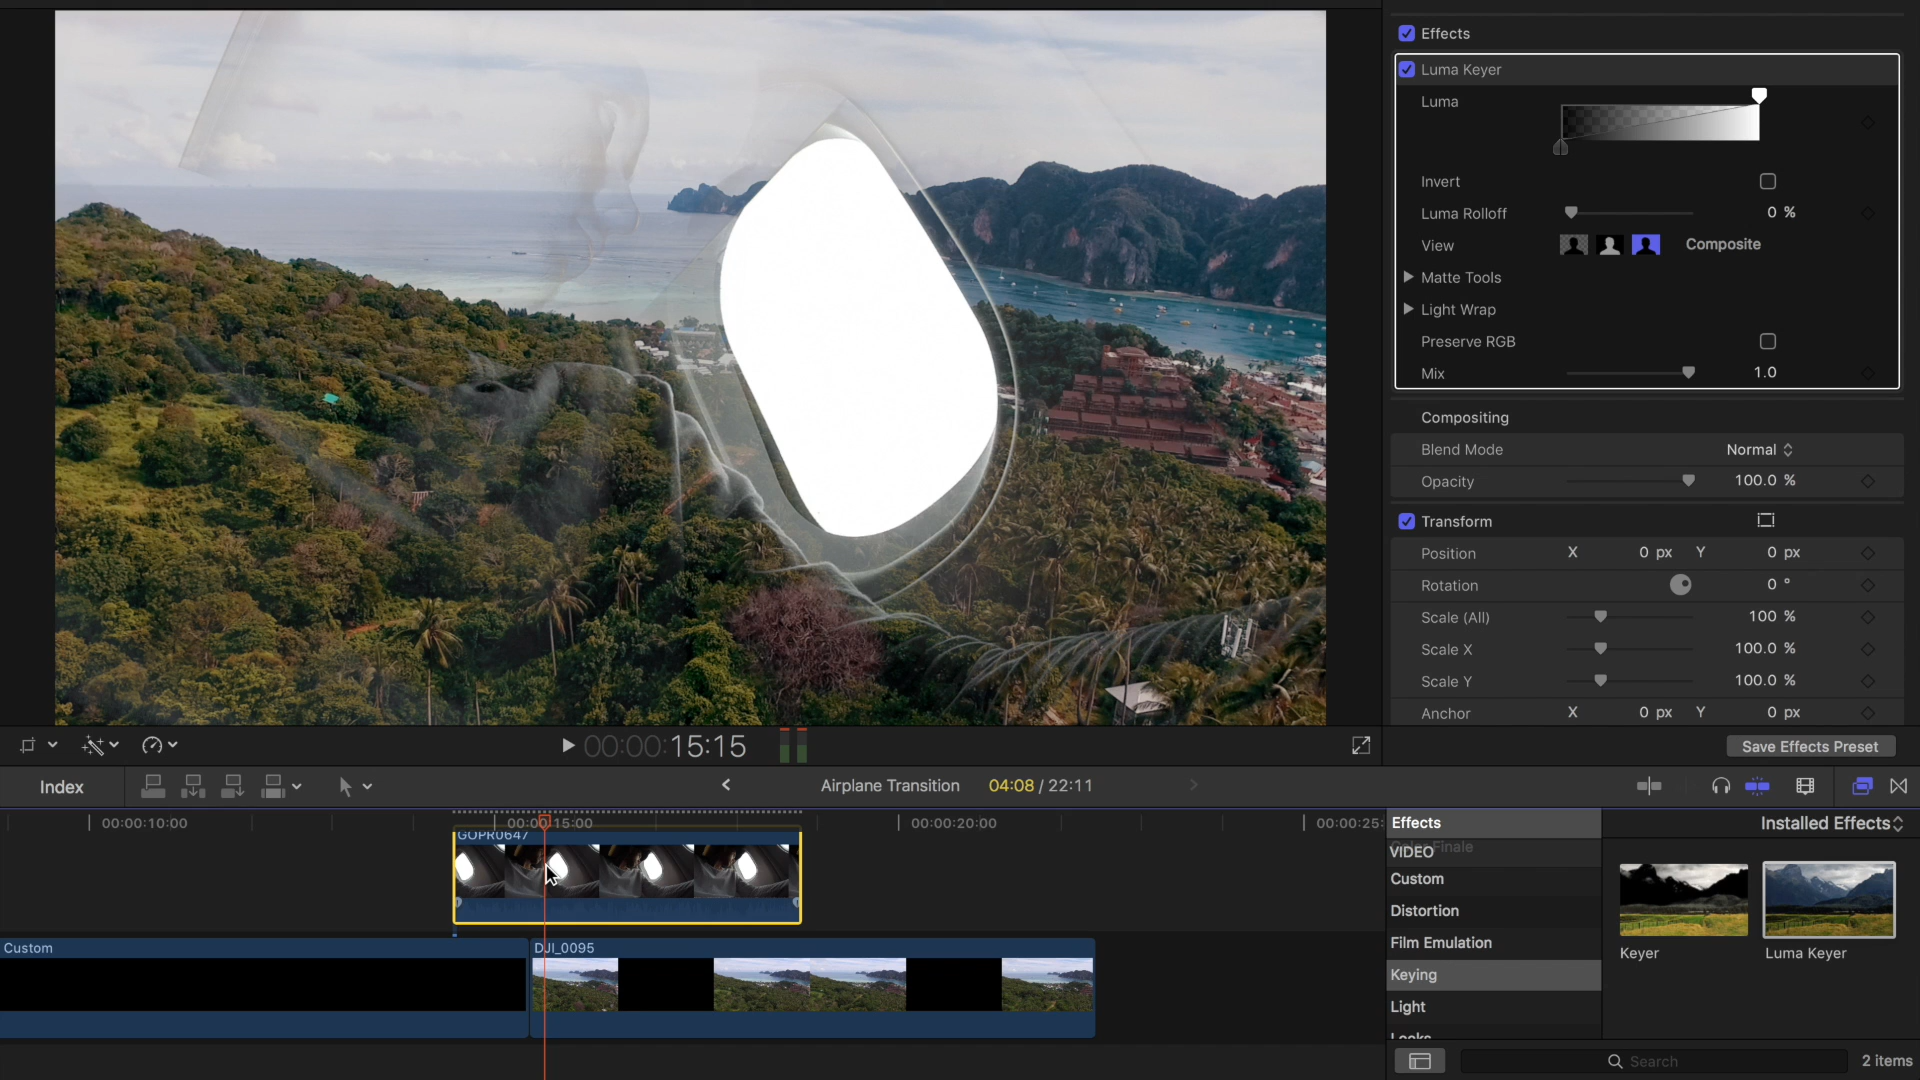 Effects
Luma Keyer
Luma
Invert
Luma Rolloff 0 %
View Composite
Matte Tools
Light Wrap
Preserve RGB
Mix 1.0
Compositing
Blend Mode Normal
Opacity 100.0 %
Transform
Position X 0 px Y 0 px
Rotation 0 °
Scale (All) 100 %
Scale X 100.0 %
Scale Y 100.0 %
Anchor X 0 px Y 0 px
00:00:15:15
Save Effects Preset
Index
Airplane Transition 04:08 / 22:11
00:00:10:00
00:00:15:00
00:00:20:00
00:00:25:
GOPR0647
Custom
DJI_0095
Effects
Installed Effects
VIDEO
Color Finale
Custom
Distortion
Film Emulation
Keying
Light
Looks
Keyer
Luma Keyer
Search
2 items